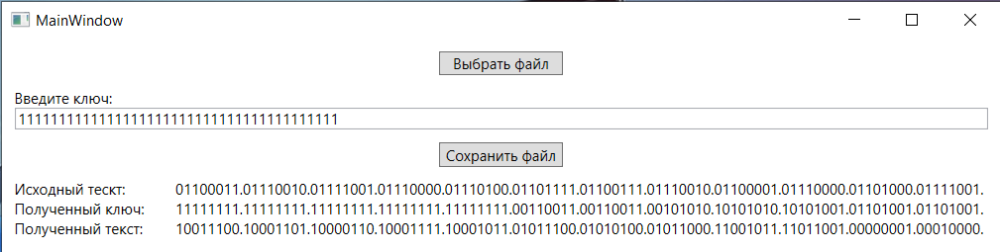 MainWindow
Выбрать файл
Введите ключ:
1111111111111111111111111111111111111111
Сохранить файл
Исходный тескт: 01100011.01110010.01111001.01110000.01110100.01101111.01100111.01110010.01100001.01110000.01101000.01111001.
Полученный ключ: 11111111.11111111.11111111.11111111.11111111.00110011.00110011.00101010.10101010.10101001.01101001.01101001.
Полученный текст: 10011100.10001101.10000110.10001111.10001011.01011100.01010100.01011000.11001011.11011001.00000001.00010000.